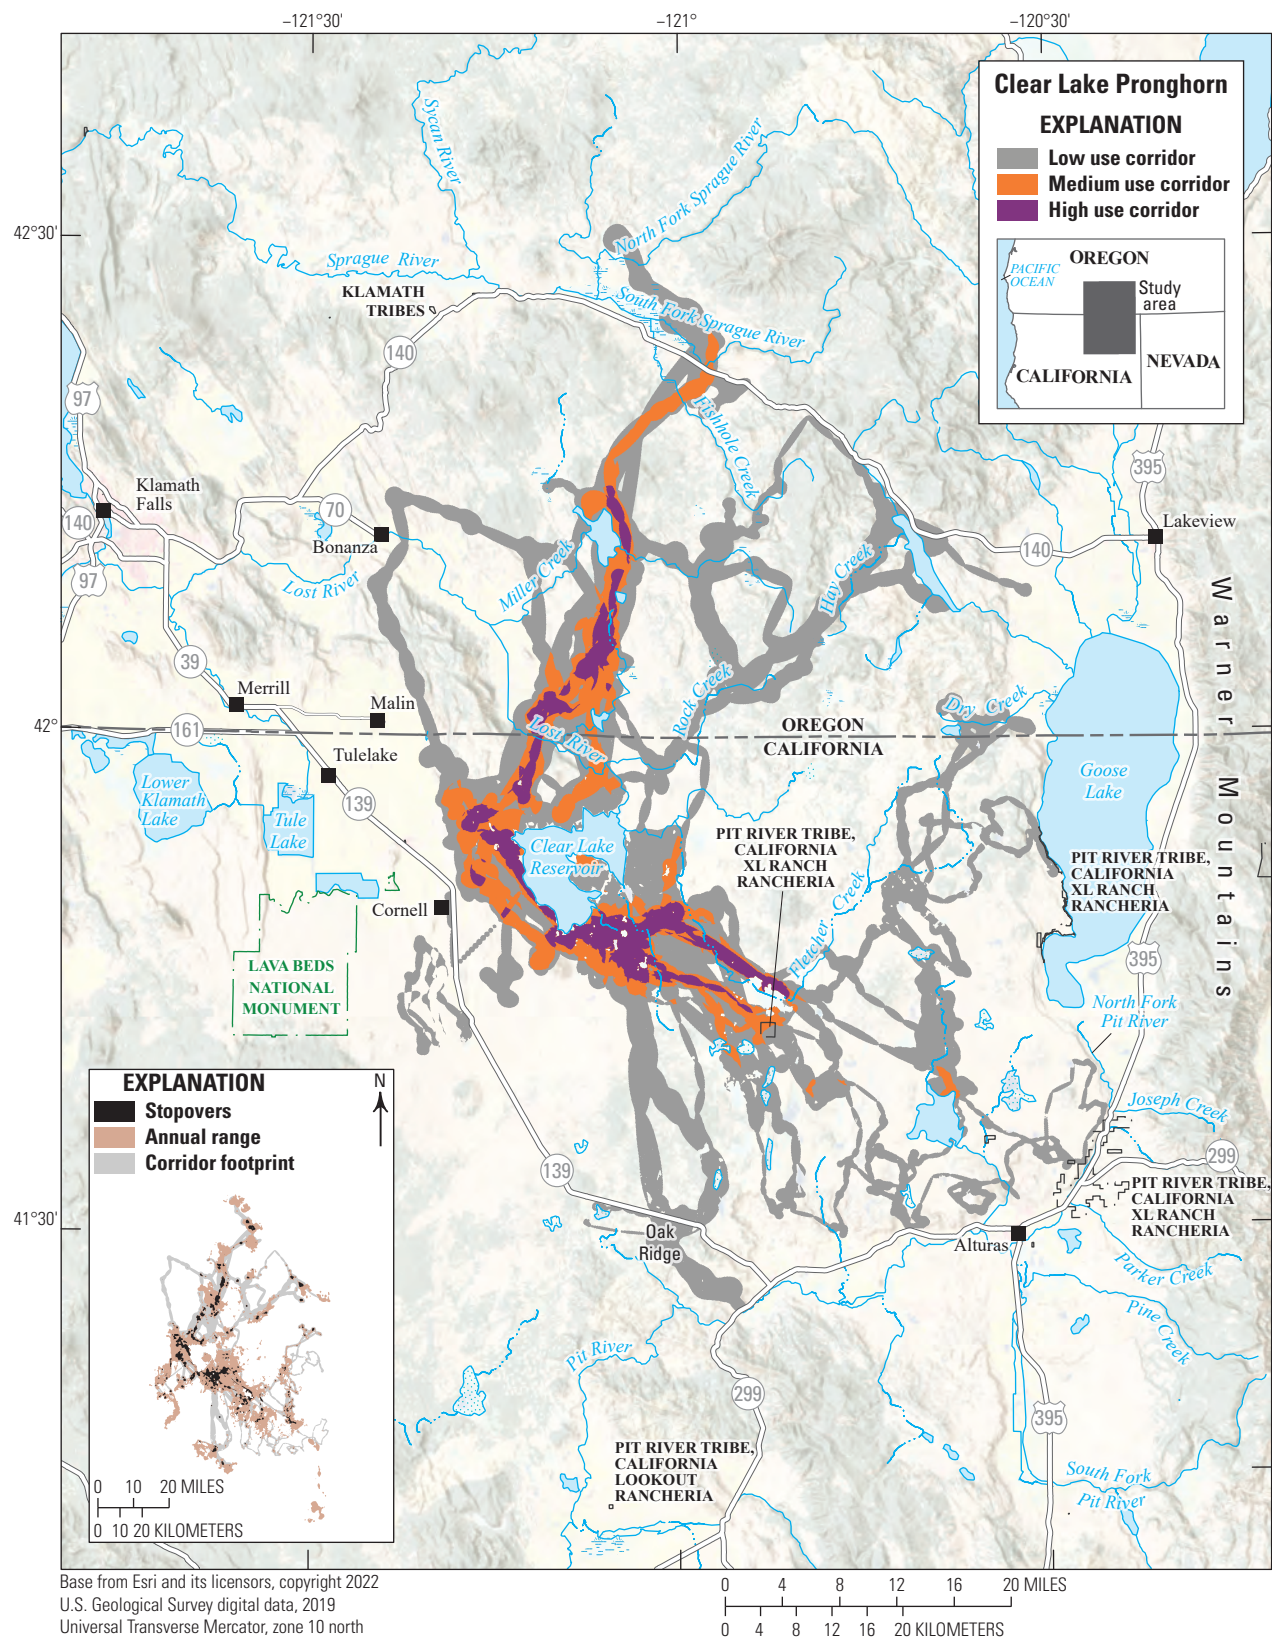 −121°30'
−121°
−120°30'
Clear Lake Pronghorn
EXPLANATION
Low use corridor
Medium use corridor
High use corridor
PACIFIC
OCEAN
OREGON
Study
area
CALIFORNIA
NEVADA
Sycan River
North Fork Sprague River
42°30'
Sprague River
KLAMATH
TRIBES
South Fork Sprague River
140
97
Fishhole Creek
395
Klamath
Falls
140
70
Bonanza
Lakeview
140
97
Lost River
Miller Creek
Hay Creek
Warner Mountains
39
Merrill
Malin
Rock Creek
Dry Creek
42°
161
Lost River
OREGON
CALIFORNIA
Tulelake
Lower
Klamath
Lake
Tule
Lake
139
Goose
Lake
Clear Lake
Reservoir
PIT RIVER TRIBE,
CALIFORNIA
XL RANCH
RANCHERIA
PIT RIVER TRIBE,
CALIFORNIA
XL RANCH
RANCHERIA
Cornell
Fletcher Creek
LAVA BEDS
NATIONAL
MONUMENT
395
North Fork
Pit River
EXPLANATION
Stopovers
Annual range
Corridor footprint
N
Joseph Creek
139
299
PIT RIVER TRIBE,
CALIFORNIA
XL RANCH
RANCHERIA
41°30'
Oak
Ridge
Alturas
Parker Creek
Pine Creek
Pit River
299
395
PIT RIVER TRIBE,
CALIFORNIA
LOOKOUT
RANCHERIA
South Fork
Pit River
0 10 20 MILES
0 10 20 KILOMETERS
Base from Esri and its licensors, copyright 2022
U.S. Geological Survey digital data, 2019
Universal Transverse Mercator, zone 10 north
0 4 8 12 16 20 MILES
0 4 8 12 16 20 KILOMETERS